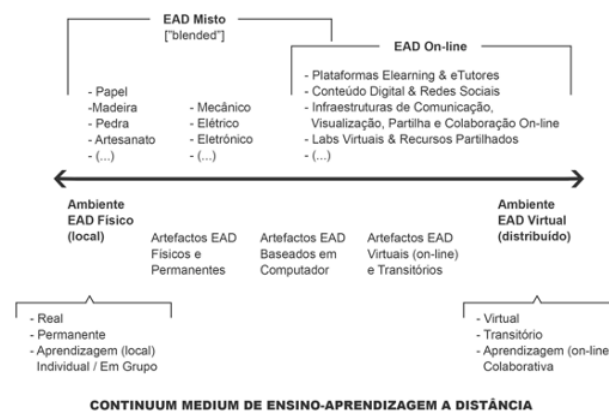 EAD Misto
["blended"]
EAD On-line
- Papel
-Madeira
- Pedra
- Artesanato
- (...)
- Mecânico
- Elétrico
- Eletrónico
- (...)
- Plataformas Elearning & eTutores
- Conteúdo Digital & Redes Sociais
- Infraestruturas de Comunicação,
Visualização, Partilha e Colaboração On-line
- Labs Virtuais & Recursos Partilhados
- (...)
Ambiente
EAD Físico
(local)
Artefactos EAD
Físicos e
Permanentes
Artefactos EAD
Baseados em
Computador
Artefactos EAD
Virtuais (on-line)
e Transitórios
Ambiente
EAD Virtual
(distribuído)
- Real
- Permanente
- Aprendizagem (local)
Individual / Em Grupo
- Virtual
- Transitório
- Aprendizagem (on-line
Colaborativa
CONTINUUM MEDIUM DE ENSINO-APRENDIZAGEM A DISTÂNCIA